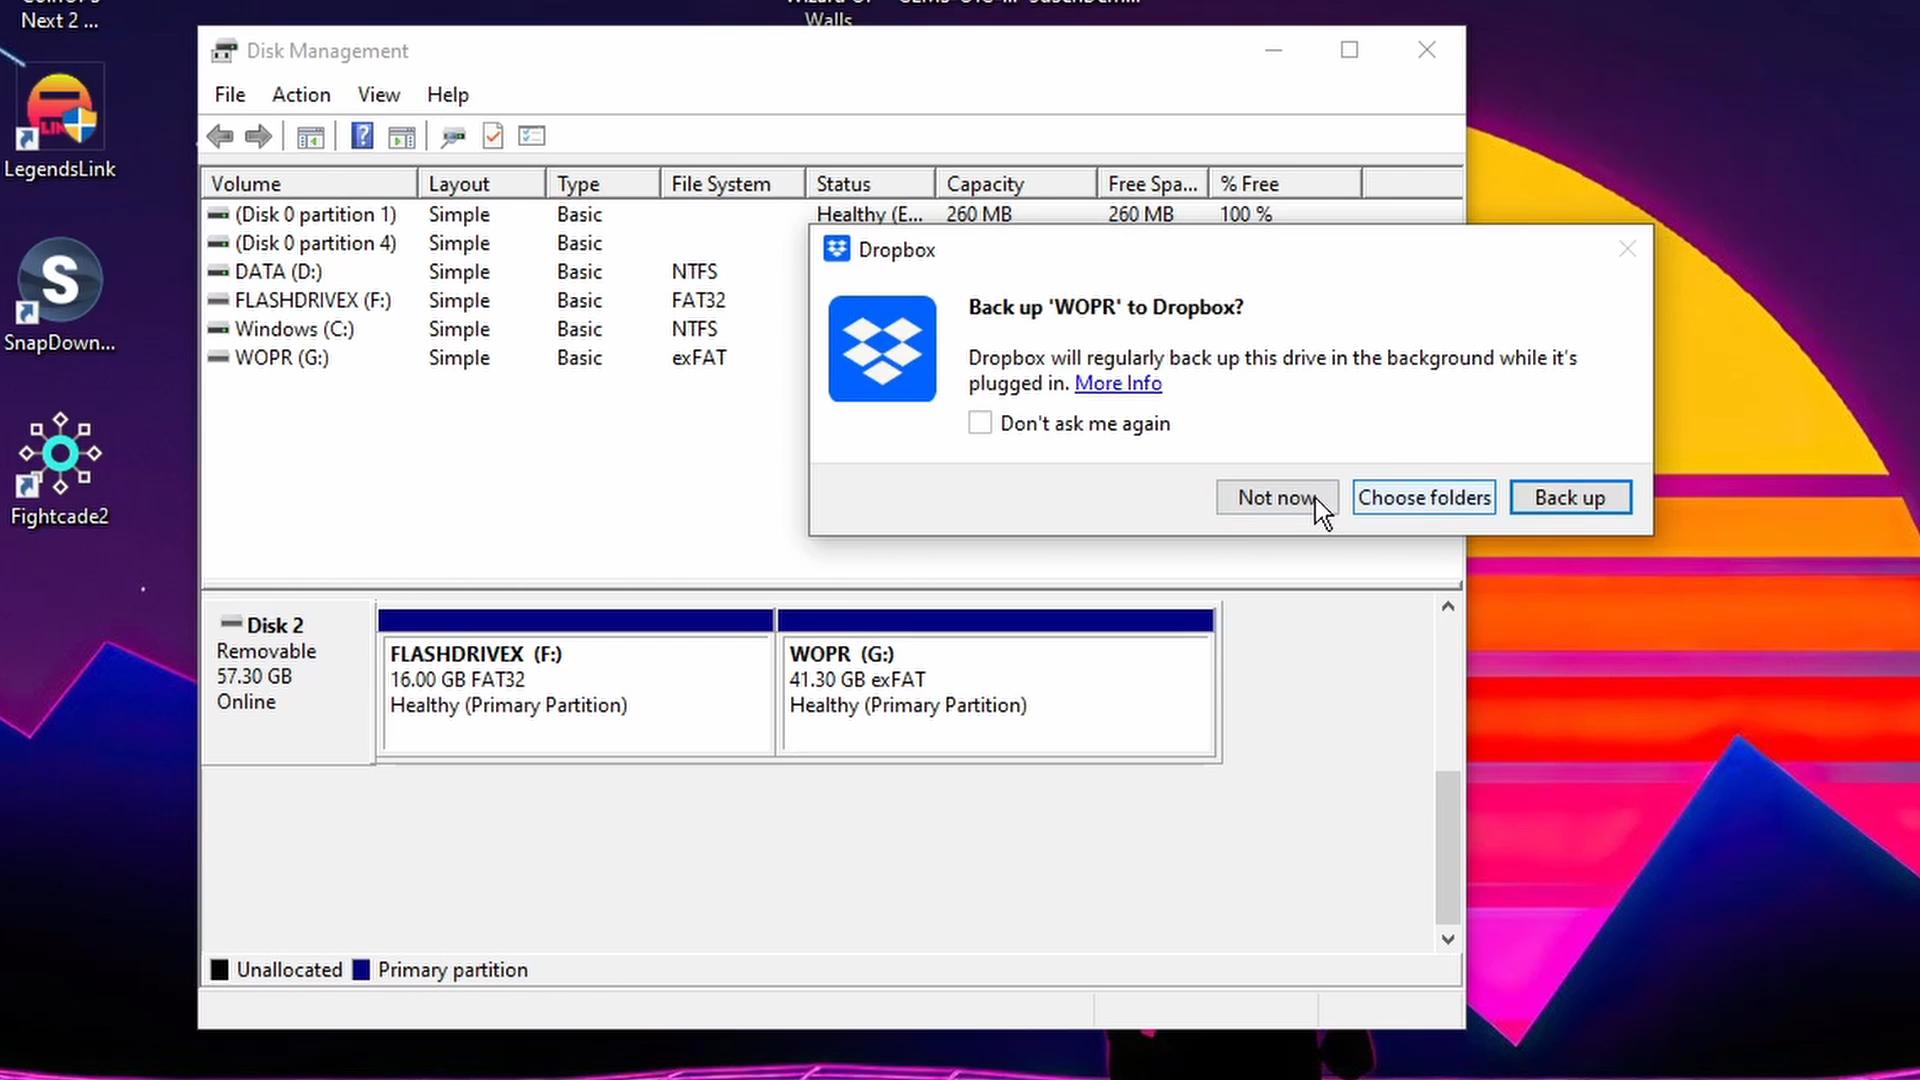 Next 2 ...
Walls
LegendsLink
SnapDown...
Fightcade2
Disk Management
File Action View Help
Volume Layout Type File System Status Capacity Free Spa... % Free
(Disk 0 partition 1) Simple Basic Healthy (E... 260 MB 260 MB 100 %
(Disk 0 partition 4) Simple Basic
DATA (D:) Simple Basic NTFS
FLASHDRIVEX (F:) Simple Basic FAT32
Windows (C:) Simple Basic NTFS
WOPR (G:) Simple Basic exFAT
Dropbox
Back up 'WOPR' to Dropbox?
Dropbox will regularly back up this drive in the background while it's
plugged in. More Info
Don't ask me again
Not now Choose folders Back up
Disk 2
Removable
57.30 GB
Online
FLASHDRIVEX (F:)
16.00 GB FAT32
Healthy (Primary Partition)
WOPR (G:)
41.30 GB exFAT
Healthy (Primary Partition)
Unallocated Primary partition